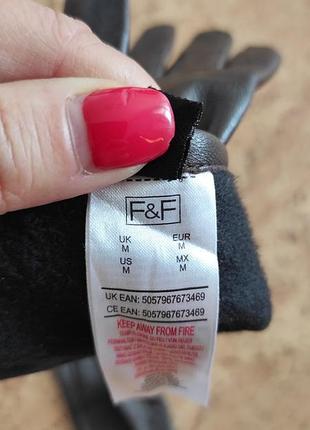 F&F
UK EUR
M M
US MX
M M
UK EAN: 5057967673469
CE EAN: 5057967673469
KEEP AWAY FROM FIRE